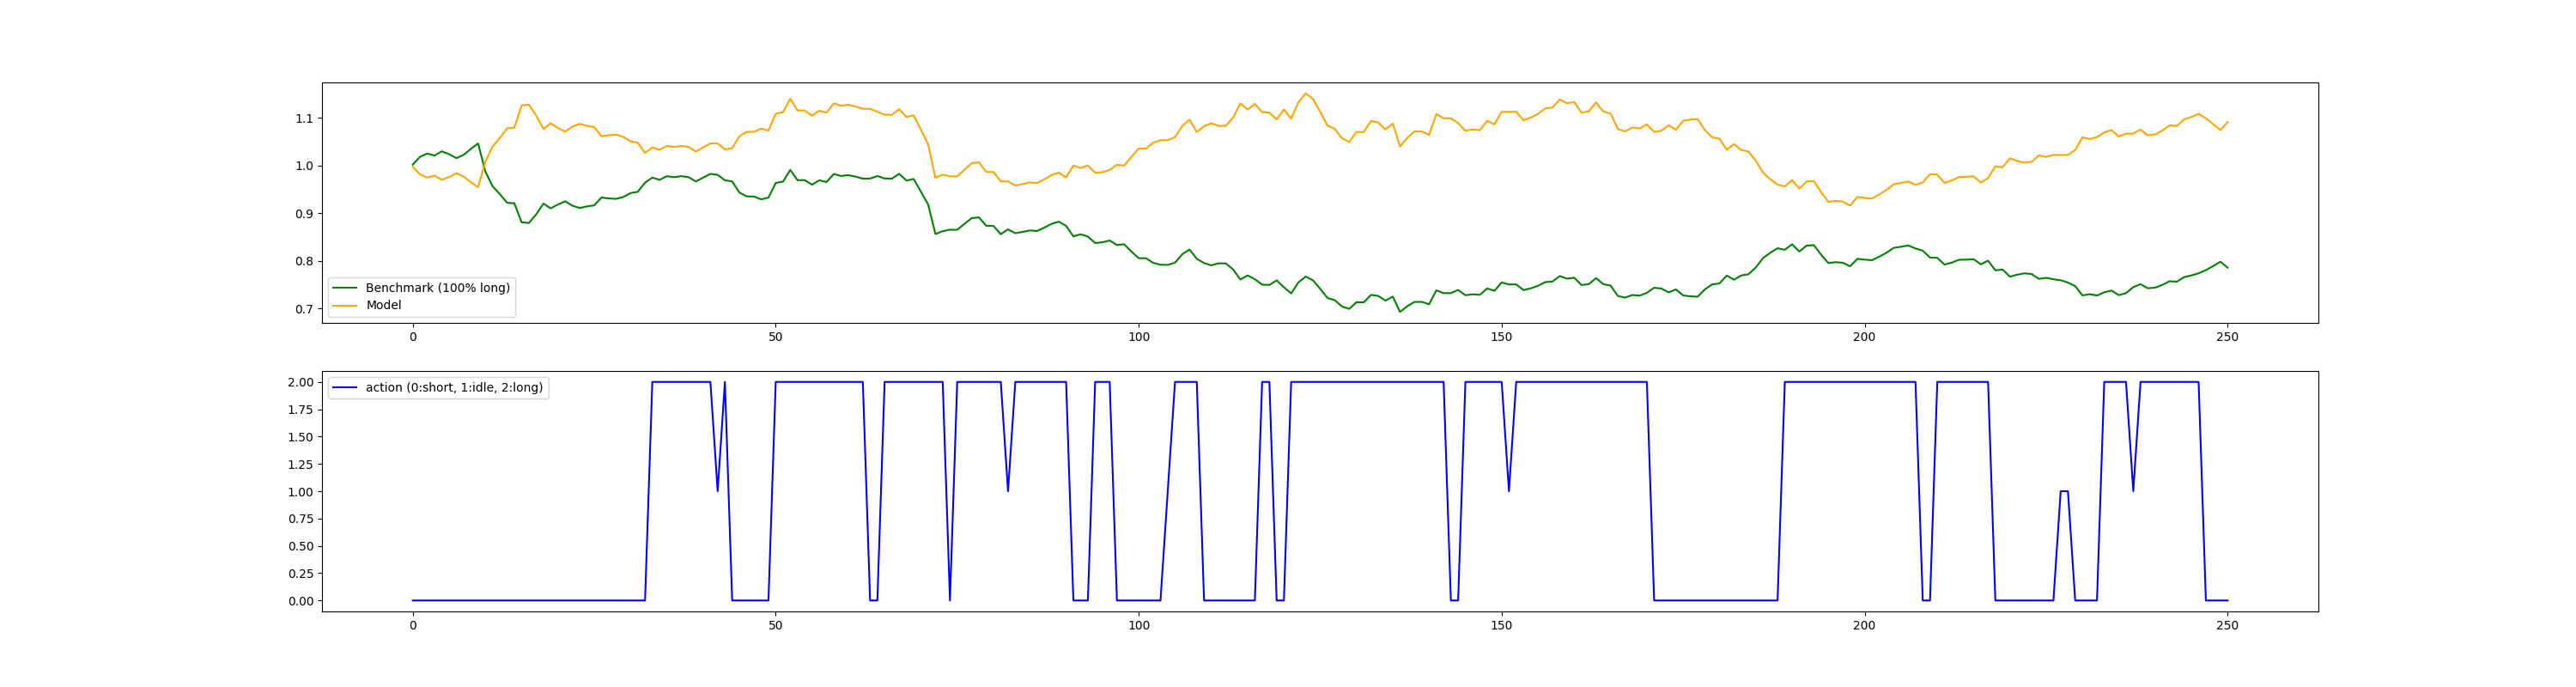 1.1
1.0
0.9
0.8
0.7
Benchmark (100% long)
Model
0 50 100 150 200 250
2.00
1.75
1.50
1.25
1.00
0.75
0.50
0.25
0.00
action (0:short, 1:idle, 2:long)
0 50 100 150 200 250